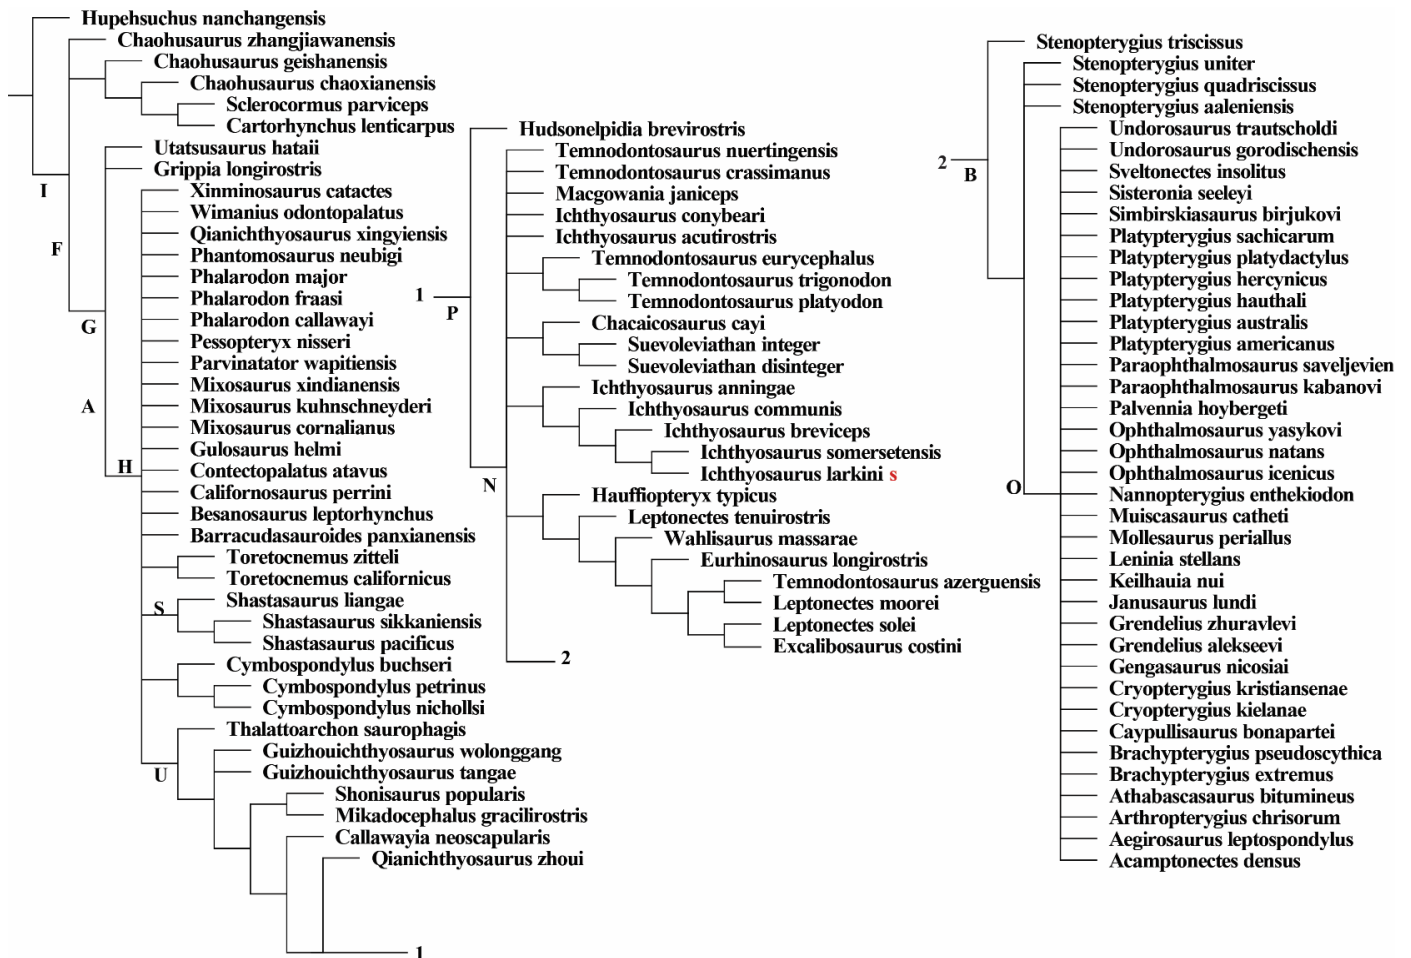 Hupehsuchus nanchangensis
Chaohusaurus zhangjiawanensis
Chaohusaurus geishanensis
Chaohusaurus chaoxianensis
Sclerocormus parviceps
Cartorhynchus lenticarpus
Utatsusaurus hataii
Grippia longirostris
I
Xinminosaurus catactes
Wimanius odontopalatus
Qianichthyosaurus xingyiensis
F
Phantomosaurus neubigi
Phalarodon major
Phalarodon fraasi
Phalarodon callawayi
G
Pessopteryx nisseri
Parvinatator wapitiensis
Mixosaurus xindianensis
Mixosaurus kuhnschneyderi
A
Mixosaurus cornalianus
Gulosaurus helmi
Contectopalatus atavus
H
Californosaurus perrini
Besanosaurus leptorhynchus
Barracudasauroides panxianensis
Toretocnemus zitteli
Toretocnemus californicus
Shastasaurus liangae
S
Shastasaurus sikkaniensis
Shastasaurus pacificus
Cymbospondylus buchseri
Cymbospondylus petrinus
Cymbospondylus nichollsi
Thalattoarchon saurophagis
Guizhouichthyosaurus wolonggang
U
Guizhouichthyosaurus tangae
Shonisaurus popularis
Mikadocephalus gracilirostris
Callawayia neoscapularis
Qianichthyosaurus zhoui
1
Hudsonelpidia brevirostris
Temnodontosaurus nuertingensis
Temnodontosaurus crassimanus
Macgowania janiceps
Ichthyosaurus conybeari
Ichthyosaurus acutirostris
Temnodontosaurus eurycephalus
Temnodontosaurus trigonodon
1
Temnodontosaurus platyodon
P
Chacaicosaurus cayi
Suevoleviathan integer
Suevoleviathan disinteger
Ichthyosaurus anningae
Ichthyosaurus communis
Ichthyosaurus breviceps
Ichthyosaurus somersetensis
Ichthyosaurus larkini s
N
Hauffiopteryx typicus
Leptonectes tenuirostris
Wahlisaurus massarae
Eurhinosaurus longirostris
Temnodontosaurus azerguensis
Leptonectes moorei
Leptonectes solei
Excalibosaurus costini
2
Stenopterygius triscissus
Stenopterygius uniter
Stenopterygius quadriscissus
Stenopterygius aaleniensis
Undorosaurus trautscholdi
Undorosaurus gorodischensis
2
Sveltonectes insolitus
B
Sisteronia seeleyi
Simbirskiasaurus birjukovi
Platypterygius sachicarum
Platypterygius platydactylus
Platypterygius hercynicus
Platypterygius hauthali
Platypterygius australis
Platypterygius americanus
Paraophthalmosaurus saveljevien
Paraophthalmosaurus kabanovi
Palvennia hoybergeti
Ophthalmosaurus yasykovi
Ophthalmosaurus natans
Ophthalmosaurus icenicus
O
Nannopterygius enthekiodon
Muiscasaurus catheti
Mollesaurus periallus
Leninia stellans
Keilhauia nui
Janusaurus lundi
Grendelius zhuravlevi
Grendelius alekseevi
Gengasaurus nicosiai
Cryopterygius kristiansenae
Cryopterygius kielanae
Caypullisaurus bonapartei
Brachypterygius pseudoscythica
Brachypterygius extremus
Athabascasaurus bitumineus
Arthropterygius chrisorum
Aegirosaurus leptospondylus
Acamptonectes densus